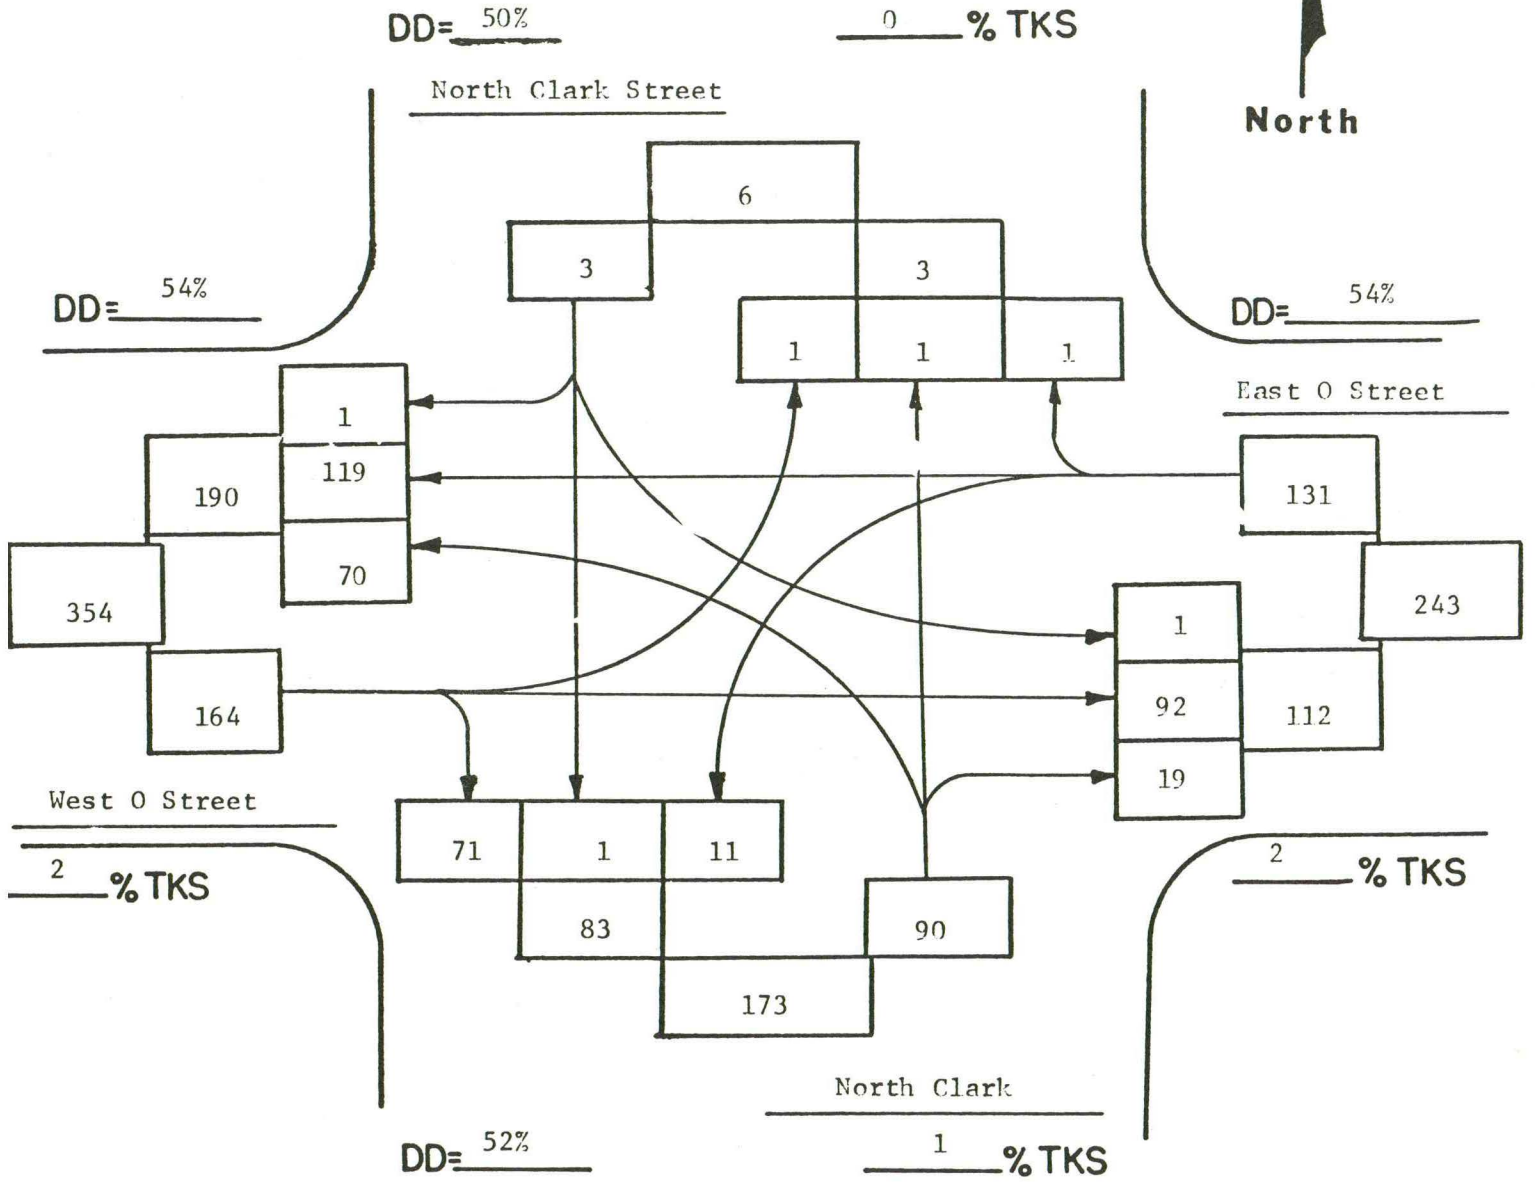 DD= 50%
0 % TKS
North Clark Street
North
6
3
3
DD= 54%
DD= 54%
1
1
1
East O Street
1
119
190
131
70
354
1
243
164
92
112
19
West O Street
71
1
11
2 % TKS
2 % TKS
83
90
173
North Clark
DD= 52%
1 % TKS